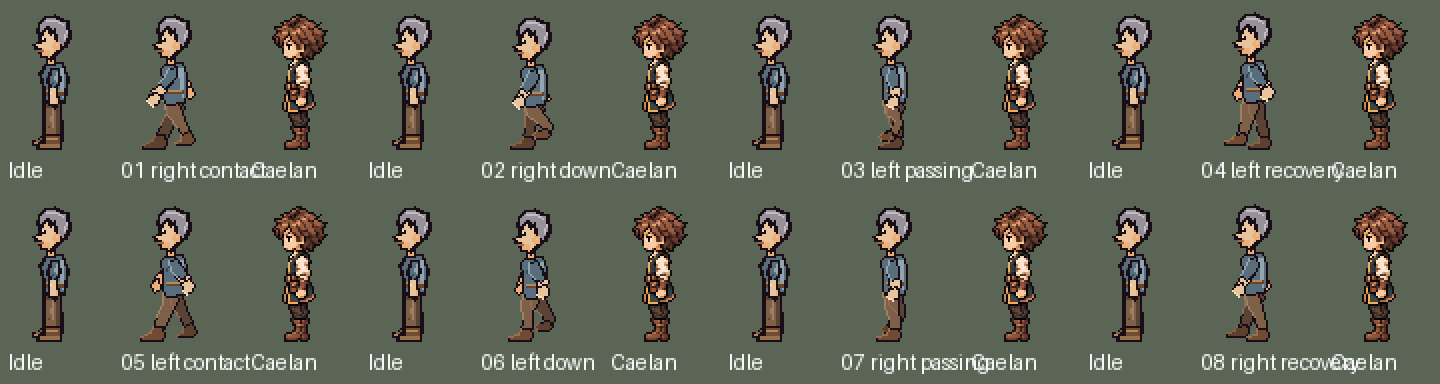 Idle 01 right contact Caelan Idle 02 right down Caelan Idle 03 left passing Caelan Idle 04 left recovery Caelan
Idle 05 left contact Caelan Idle 06 left down Caelan Idle 07 right passing Caelan Idle 08 right recovery Caelan